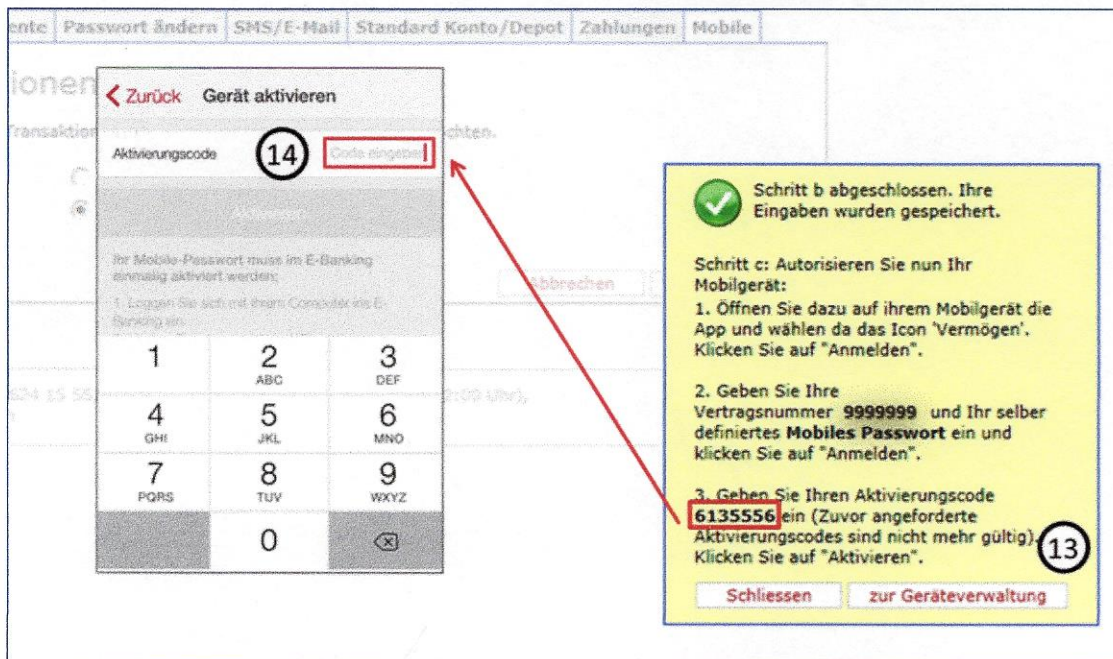 ente Passwort ändern SMS/E-Mail Standard Konto/Depot Zahlungen Mobile
ionen
Transaktion
chten.
Zurück Gerät aktivieren
Aktivierungscode 14 Code eingeben
Aktivieren
Ihr Mobile-Passwort muss im E-Banking
einmalig aktiviert werden:
1. Loggen Sie sich mit Ihrem Computer ins E-
Banking ein.
1 2 3
ABC DEF
4 5 6
GHI JKL MNO
7 8 9
PQRS TUV WXYZ
0
Abbrechen
624 15 56
2:00 Uhr),
Schritt b abgeschlossen. Ihre
Eingaben wurden gespeichert.
Schritt c: Autorisieren Sie nun Ihr
Mobilgerät:
1. Öffnen Sie dazu auf ihrem Mobilgerät die
App und wählen da das Icon 'Vermögen'.
Klicken Sie auf "Anmelden".
2. Geben Sie Ihre
Vertragsnummer 9999999 und Ihr selber
definiertes Mobiles Passwort ein und
klicken Sie auf "Anmelden".
3. Geben Sie Ihren Aktivierungscode
6135556 ein (Zuvor angeforderte
Aktivierungscodes sind nicht mehr gültig).
Klicken Sie auf "Aktivieren".
13
Schliessen zur Geräteverwaltung